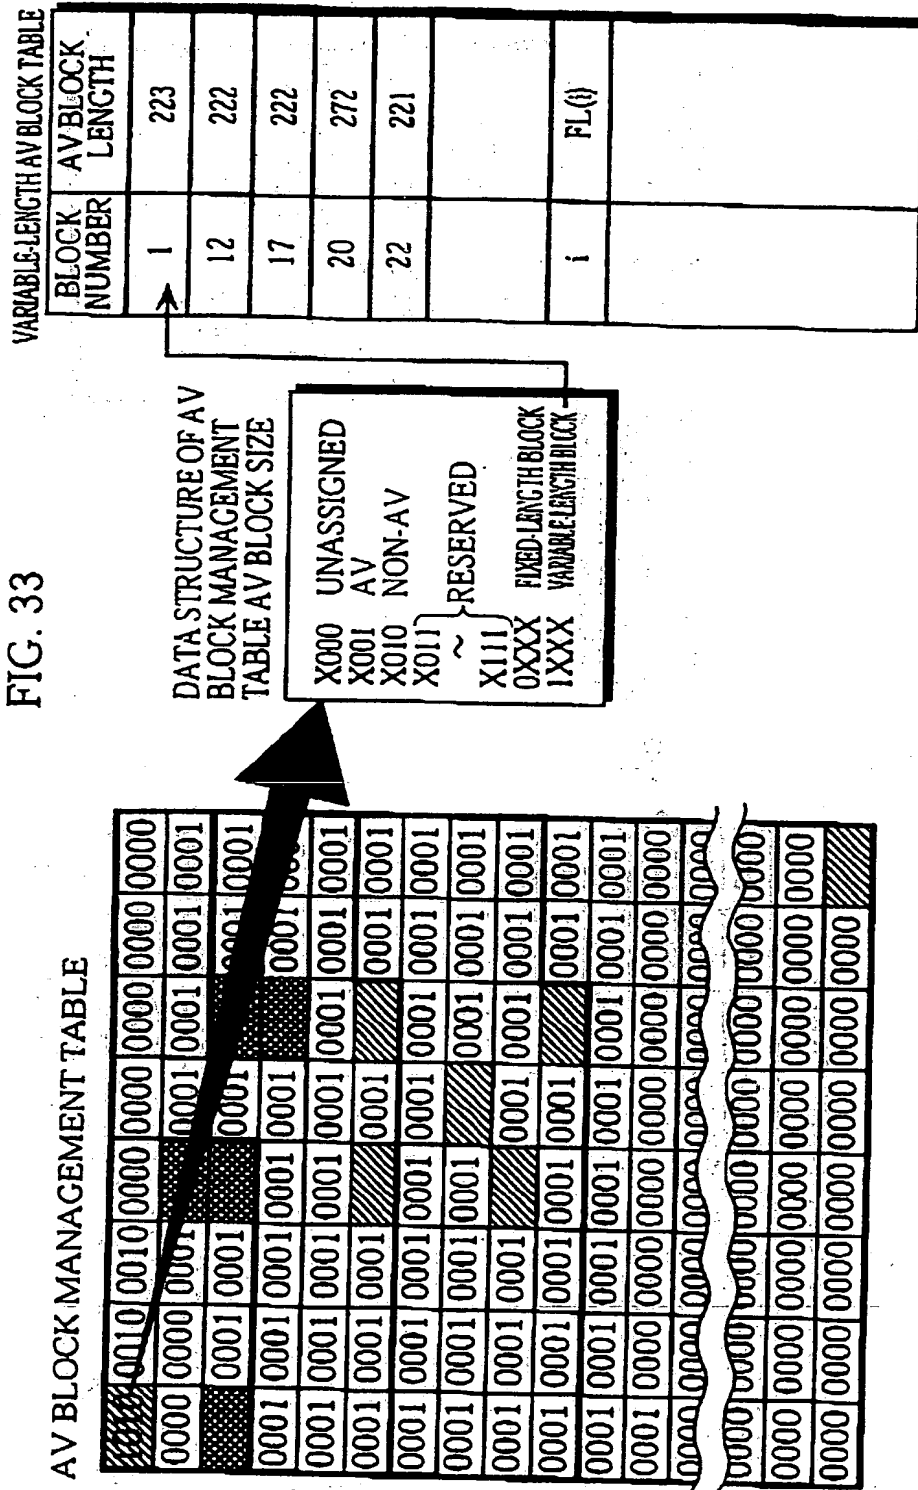 FIG. 33
AV BLOCK MANAGEMENT TABLE
0010 0010 0000 0000 0000 0000 0000
0000 0000 0001 0001 0001 0001 0001
0001 0001 0001 0001 0001
0001 0001 0001 0001 0001 0001
0001 0001 0001 0001 0001 0001 0001 0001
0001 0001 0001 0001 0001 0001
0001 0001 0001 0001 0001 0001 0001 0001
0001 0001 0001 0001 0001 0001 0001
0001 0001 0001 0001 0001 0001 0001
0001 0001 0001 0001 0001 0001 0001
0001 0001 0001 0001 0001 0001 0001 0001
0001 0000 0000 0000 0000 0000 0000 0000
0000 0000 0000 0000 0000 0000 0000 0000
0000 0000 0000 0000 0000 0000 0000
DATA STRUCTURE OF AV
BLOCK MANAGEMENT
TABLE AV BLOCK SIZE
X000 UNASSIGNED
X001 AV
X010 NON-AV
X011
~ RESERVED
X111
0XXX FIXED-LENGTH BLOCK
1XXX VARIABLE-LENGTH BLOCK
VARIABLE-LENGTH AV BLOCK TABLE
BLOCK NUMBER AV BLOCK LENGTH
1 223
12 222
17 222
20 272
22 221
i FL(i)